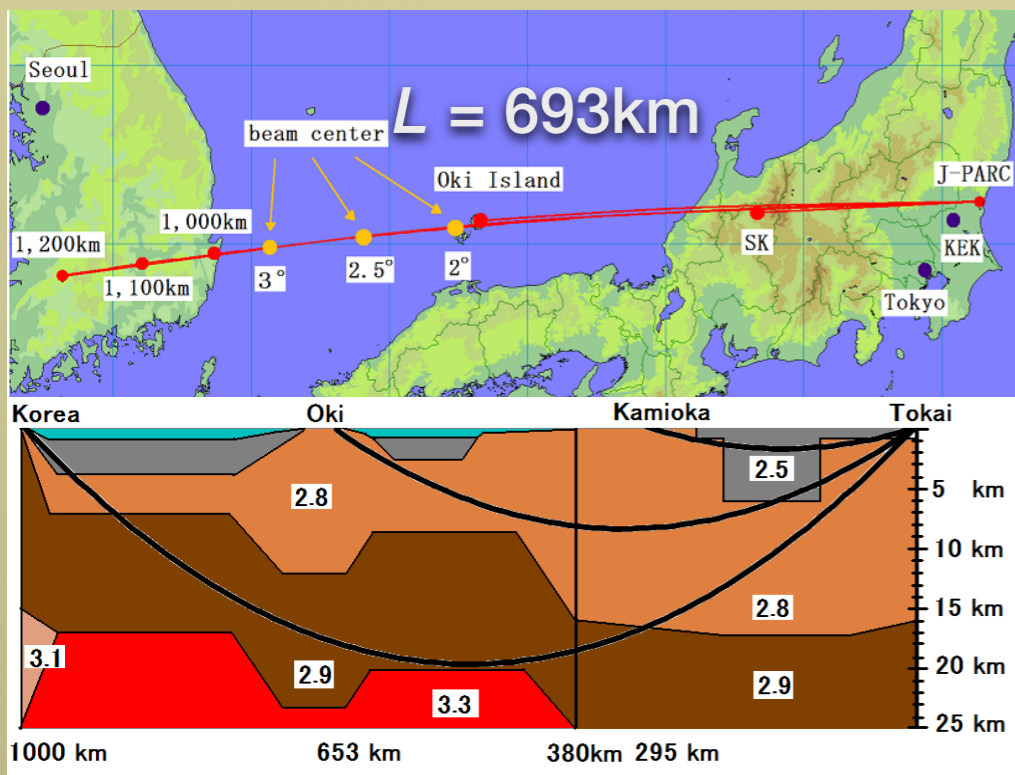 Seoul
L = 693km
beam center
Oki Island
J-PARC
1,000km
1,200km
SK
KEK
3°
2.5°
2°
1,100km
Tokyo
Korea
Oki
Kamioka
Tokai
2.5
2.8
5 km
10 km
2.8
15 km
3.1
2.9
20 km
3.3
2.9
25 km
1000 km
653 km
380km
295 km